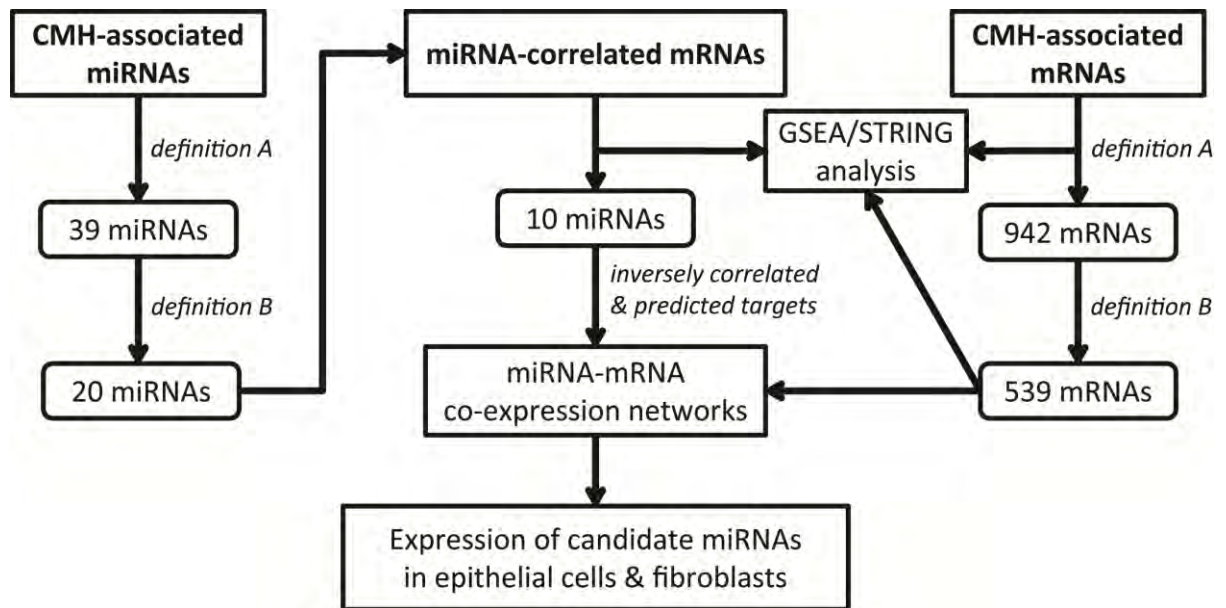 CMH-associated
miRNAs
definition A
39 miRNAs
definition B
20 miRNAs
miRNA-correlated mRNAs
GSEA/STRING
analysis
10 miRNAs
inversely correlated
& predicted targets
miRNA-mRNA
co-expression networks
Expression of candidate miRNAs
in epithelial cells & fibroblasts
CMH-associated
mRNAs
definition A
942 mRNAs
definition B
539 mRNAs